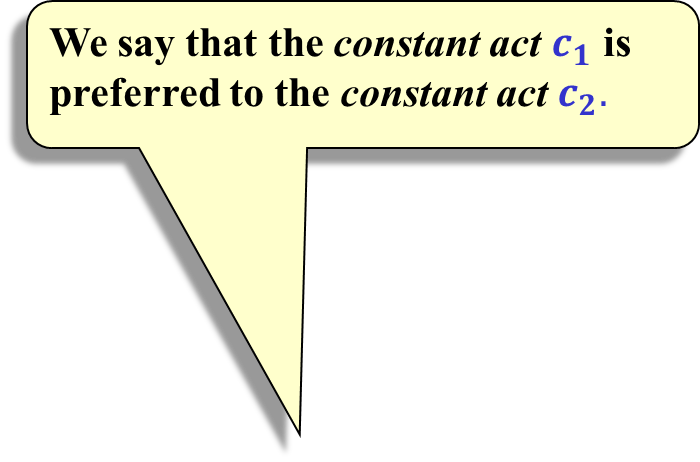 We say that the constant act c₁ is
preferred to the constant act c₂.